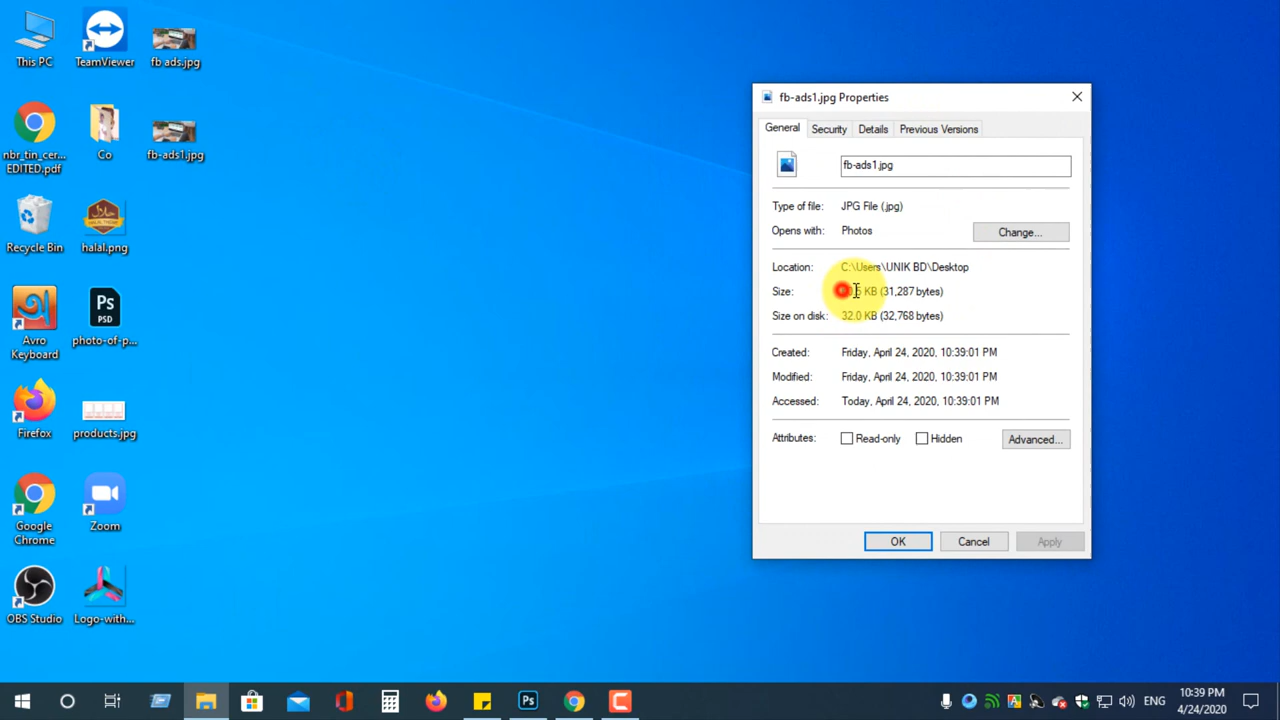 This PC
TeamViewer
fb ads.jpg
nbr_tin_cer...
EDITED.pdf
Co
fb-ads1.jpg
Recycle Bin
halal.png
Avro
Keyboard
Ps
PSD
photo-of-p...
Firefox
products.jpg
Google
Chrome
Zoom
OBS Studio
Logo-with...
fb-ads1.jpg Properties
General Security Details Previous Versions
fb-ads1.jpg
Type of file: JPG File (.jpg)
Opens with: Photos Change...
Location: C:\Users\UNIK BD\Desktop
Size: KB (31,287 bytes)
Size on disk: 32.0 KB (32,768 bytes)
Created: Friday, April 24, 2020, 10:39:01 PM
Modified: Friday, April 24, 2020, 10:39:01 PM
Accessed: Today, April 24, 2020, 10:39:01 PM
Attributes: Read-only Hidden Advanced...
OK Cancel Apply
Ps
ENG
10:39 PM
4/24/2020